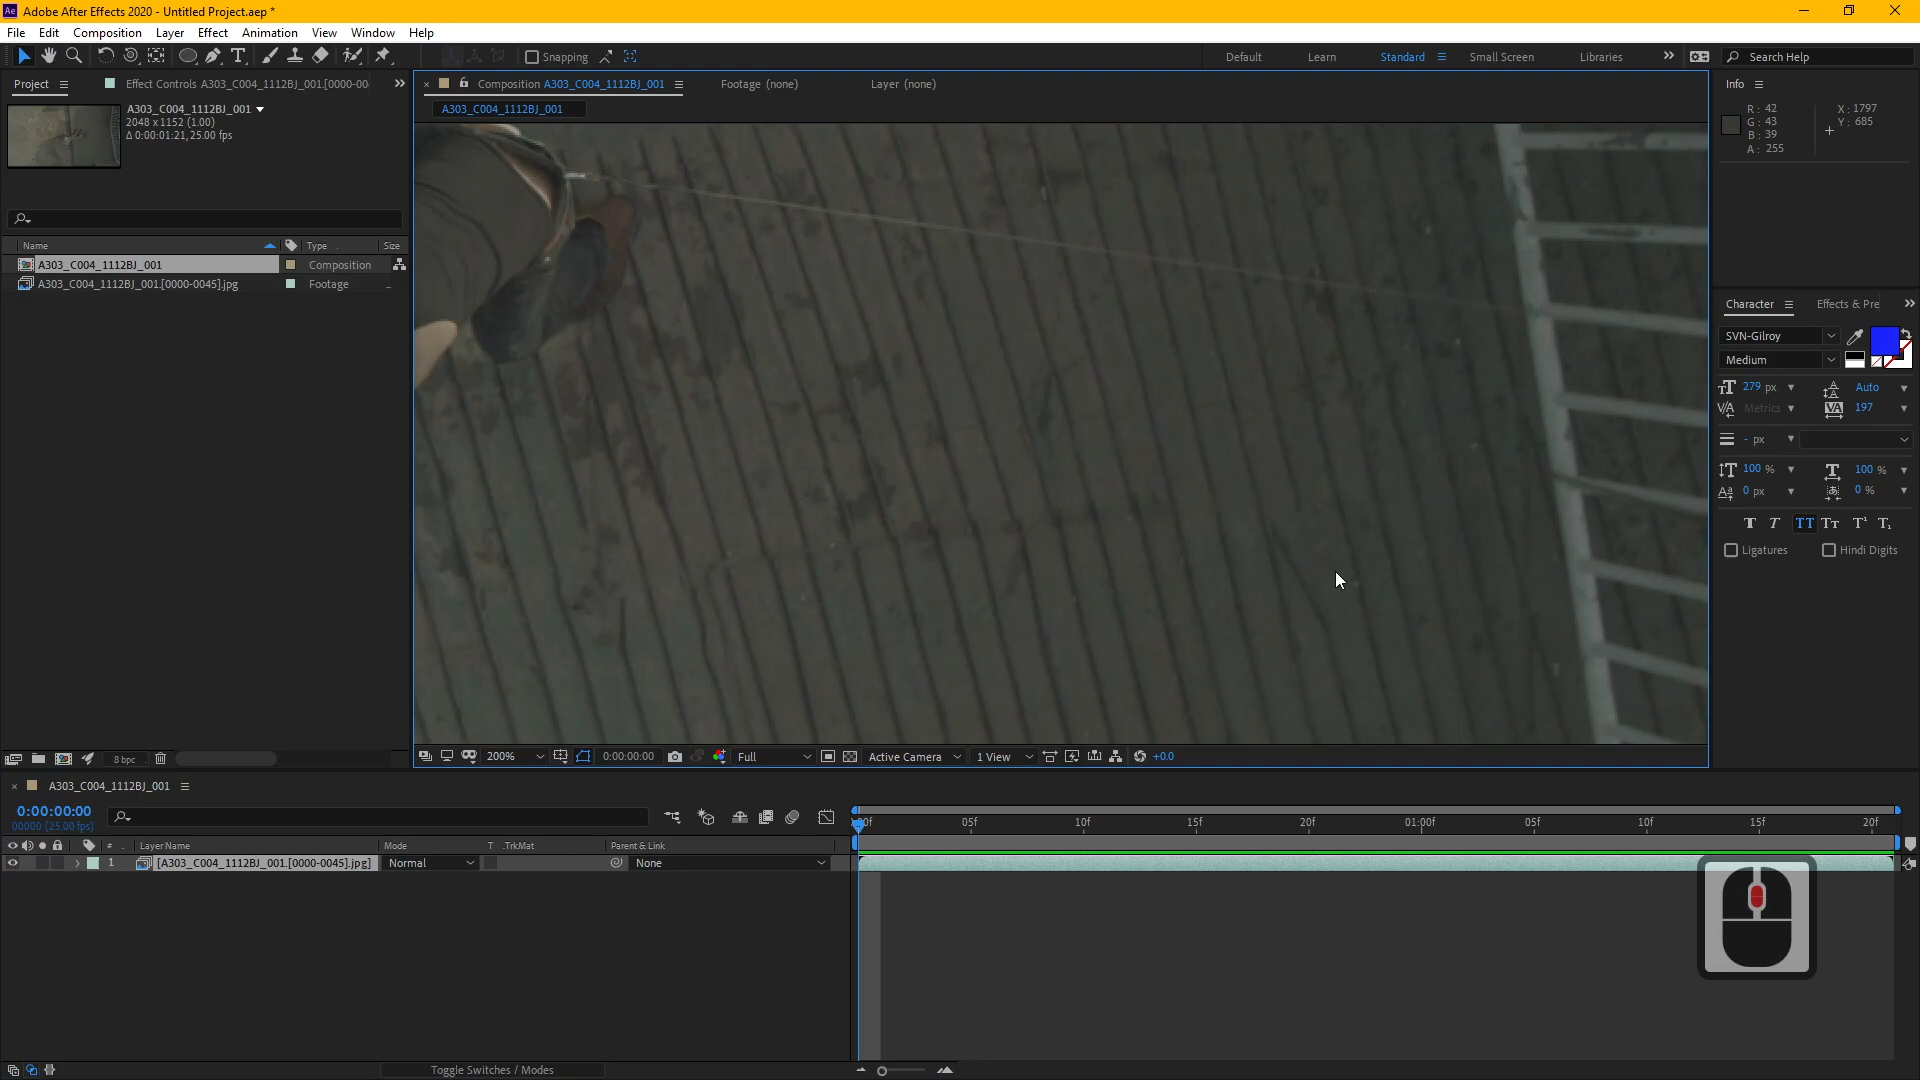 Ae Adobe After Effects 2020 - Untitled Project.aep *
File Edit Composition Layer Effect Animation View Window Help
Snapping Default Learn Standard Small Screen Libraries Search Help
Project Effect Controls A303_C004_1112BJ_001.[0000-00
A303_C004_1112BJ_001
2048 x 1152 (1.00)
Δ 0:00:01:21, 25.00 fps
Name Type Size
A303_C004_1112BJ_001 Composition
A303_C004_1112BJ_001.[0000-0045].jpg Footage
8 bpc
Composition A303_C004_1112BJ_001 Footage (none) Layer (none)
A303_C004_1112BJ_001
200% 0:00:00:00 Full Active Camera 1 View +0.0
Info
R: 42 X: 1797
G: 43 Y: 685
B: 39
A: 255
Character Effects & Pre
SVN-Gilroy
Medium
279 px Auto
Metrics 197
- px
100 % 100 %
0 px 0 %
Ligatures Hindi Digits
A303_C004_1112BJ_001
0:00:00:00
00000 (25.00 fps)
# Layer Name Mode T .TrkMat Parent & Link
1 [A303_C004_1112BJ_001.[0000-0045].jpg] Normal None
:00f 05f 10f 15f 20f 01:00f 05f 10f 15f 20f
Toggle Switches / Modes